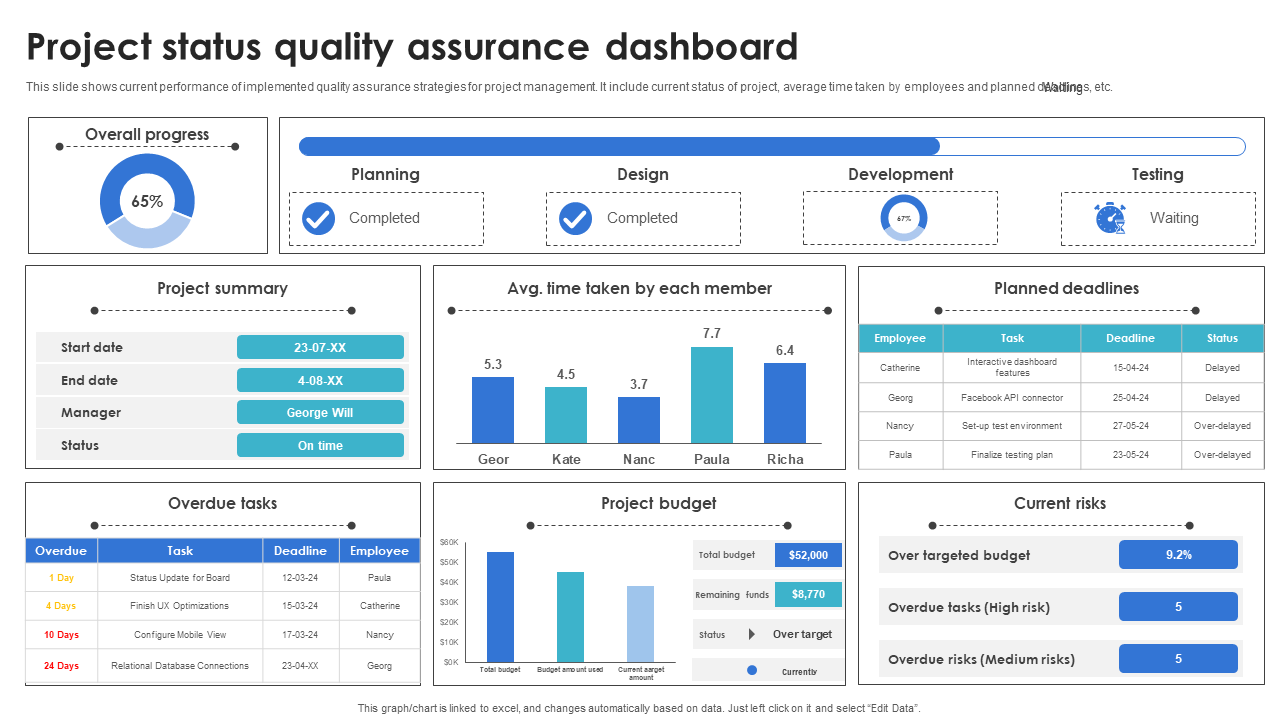 Project status quality assurance dashboard
This slide shows current performance of implemented quality assurance strategies for project management. It include current status of project, average time taken by employees and planned deadlines, etc.
Waiting
Overall progress
65%
Planning
Design
Development
Testing
Completed
Completed
67%
Waiting
Project summary
Start date 23-07-XX
End date 4-08-XX
Manager George Will
Status On time
Avg. time taken by each member
5.3
4.5
3.7
7.7
6.4
Geor Kate Nanc Paula Richa
Planned deadlines
Employee Task Deadline Status
Catherine Interactive dashboard features 15-04-24 Delayed
Georg Facebook API connector 25-04-24 Delayed
Nancy Set-up test environment 27-05-24 Over-delayed
Paula Finalize testing plan 23-05-24 Over-delayed
Overdue tasks
Overdue Task Deadline Employee
1 Day Status Update for Board 12-03-24 Paula
4 Days Finish UX Optimizations 15-03-24 Catherine
10 Days Configure Mobile View 17-03-24 Nancy
24 Days Relational Database Connections 23-04-XX Georg
Project budget
$60K
$50K
$40K
$30K
$20K
$10K
$0K
Total budget
Budget amount used
Current aarget
amount
Total budget $52,000
Remaining funds $8,770
Status Over target
Currently
Current risks
Over targeted budget 9.2%
Overdue tasks (High risk) 5
Overdue risks (Medium risks) 5
This graph/chart is linked to excel, and changes automatically based on data. Just left click on it and select “Edit Data”.